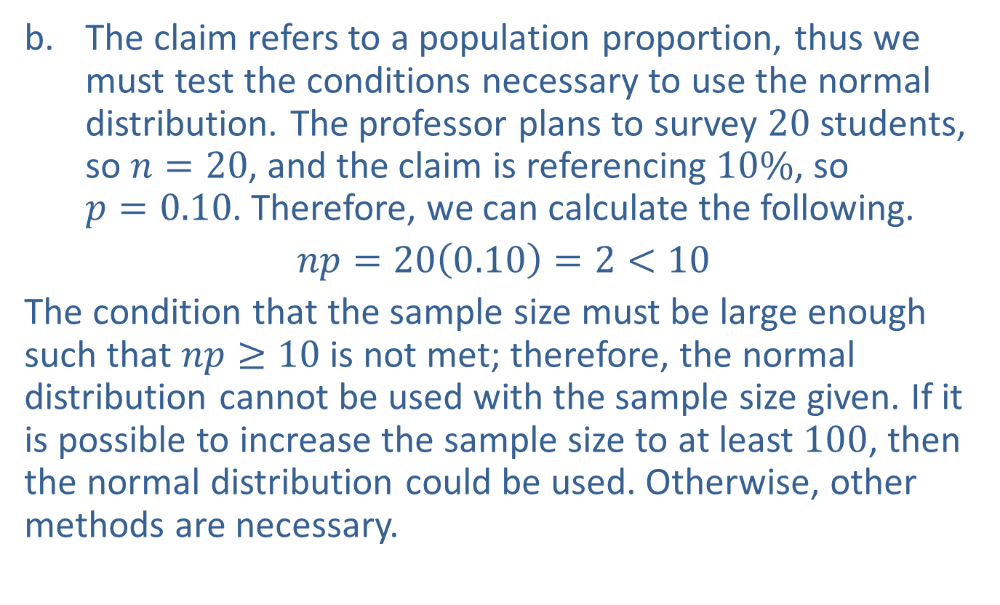 b. The claim refers to a population proportion, thus we
must test the conditions necessary to use the normal
distribution. The professor plans to survey 20 students,
so n = 20, and the claim is referencing 10%, so
p = 0.10. Therefore, we can calculate the following.
np = 20(0.10) = 2 < 10
The condition that the sample size must be large enough
such that np ≥ 10 is not met; therefore, the normal
distribution cannot be used with the sample size given. If it
is possible to increase the sample size to at least 100, then
the normal distribution could be used. Otherwise, other
methods are necessary.